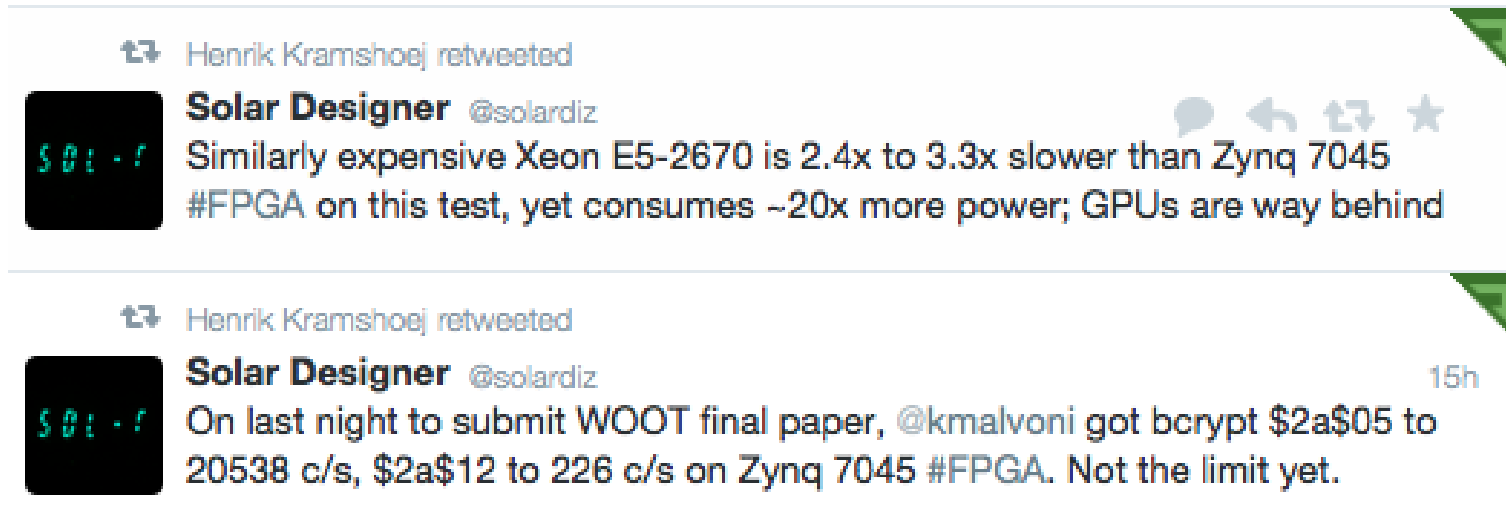 Henrik Kramshoej retweeted
Solar Designer @solardiz
Similarly expensive Xeon E5-2670 is 2.4x to 3.3x slower than Zynq 7045
#FPGA on this test, yet consumes ~20x more power; GPUs are way behind
Henrik Kramshoej retweeted
Solar Designer @solardiz 15h
On last night to submit WOOT final paper, @kmalvoni got bcrypt $2a$05 to
20538 c/s, $2a$12 to 226 c/s on Zynq 7045 #FPGA. Not the limit yet.